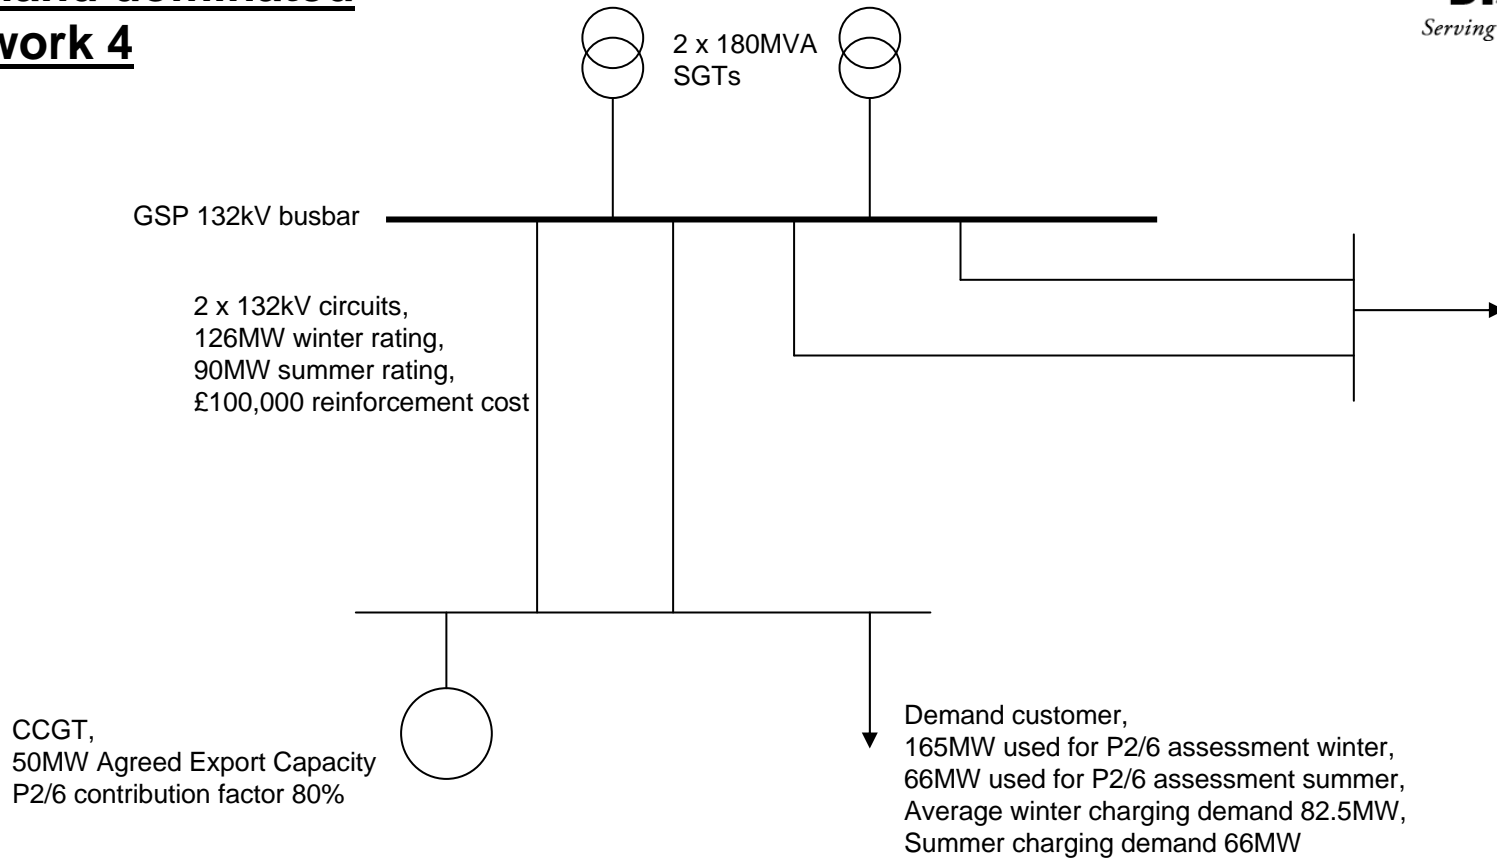 work 4
Serving
2 x 180MVA
SGTs
GSP 132kV busbar
2 x 132kV circuits,
126MW winter rating,
90MW summer rating,
£100,000 reinforcement cost
CCGT,
50MW Agreed Export Capacity
P2/6 contribution factor 80%
Demand customer,
165MW used for P2/6 assessment winter,
66MW used for P2/6 assessment summer,
Average winter charging demand 82.5MW,
Summer charging demand 66MW